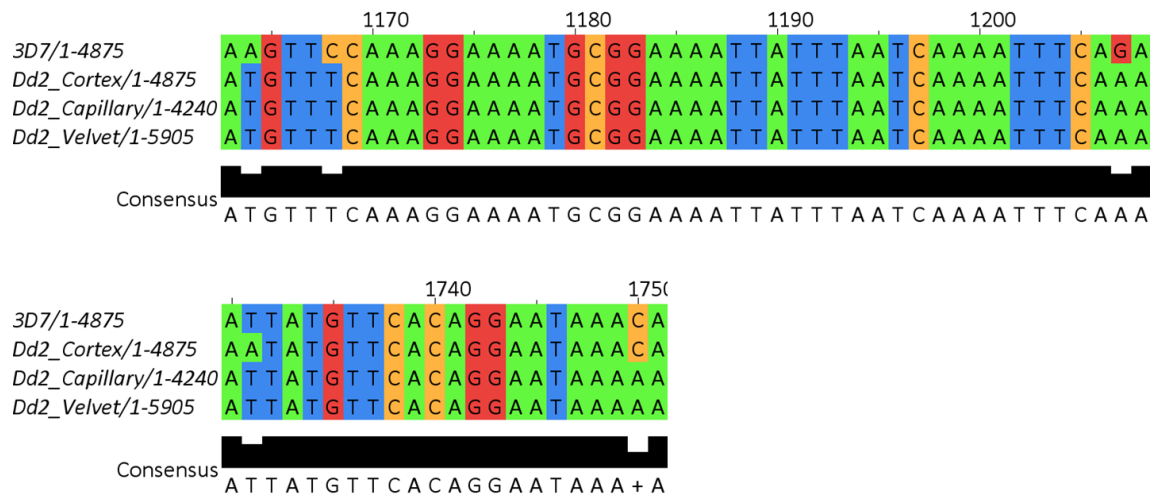 1170 1180 1190 1200
3D7/1-4875 A A G T T C C A A A G G A A A A T G C G G A A A A T T A T T T A A T C A A A A T T T C A G A
Dd2_Cortex/1-4875 A T G T T T C A A A G G A A A A T G C G G A A A A T T A T T T A A T C A A A A T T T C A A A
Dd2_Capillary/1-4240 A T G T T T C A A A G G A A A A T G C G G A A A A T T A T T T A A T C A A A A T T T C A A A
Dd2_Velvet/1-5905 A T G T T T C A A A G G A A A A T G C G G A A A A T T A T T T A A T C A A A A T T T C A A A
Consensus
A T G T T T C A A A G G A A A A T G C G G A A A A T T A T T T A A T C A A A A T T T C A A A
1740 1750
3D7/1-4875 A T T A T G T T C A C A G G A A T A A A C A
Dd2_Cortex/1-4875 A A T A T G T T C A C A G G A A T A A A C A
Dd2_Capillary/1-4240 A T T A T G T T C A C A G G A A T A A A A A
Dd2_Velvet/1-5905 A T T A T G T T C A C A G G A A T A A A A A
Consensus
A T T A T G T T C A C A G G A A T A A A + A